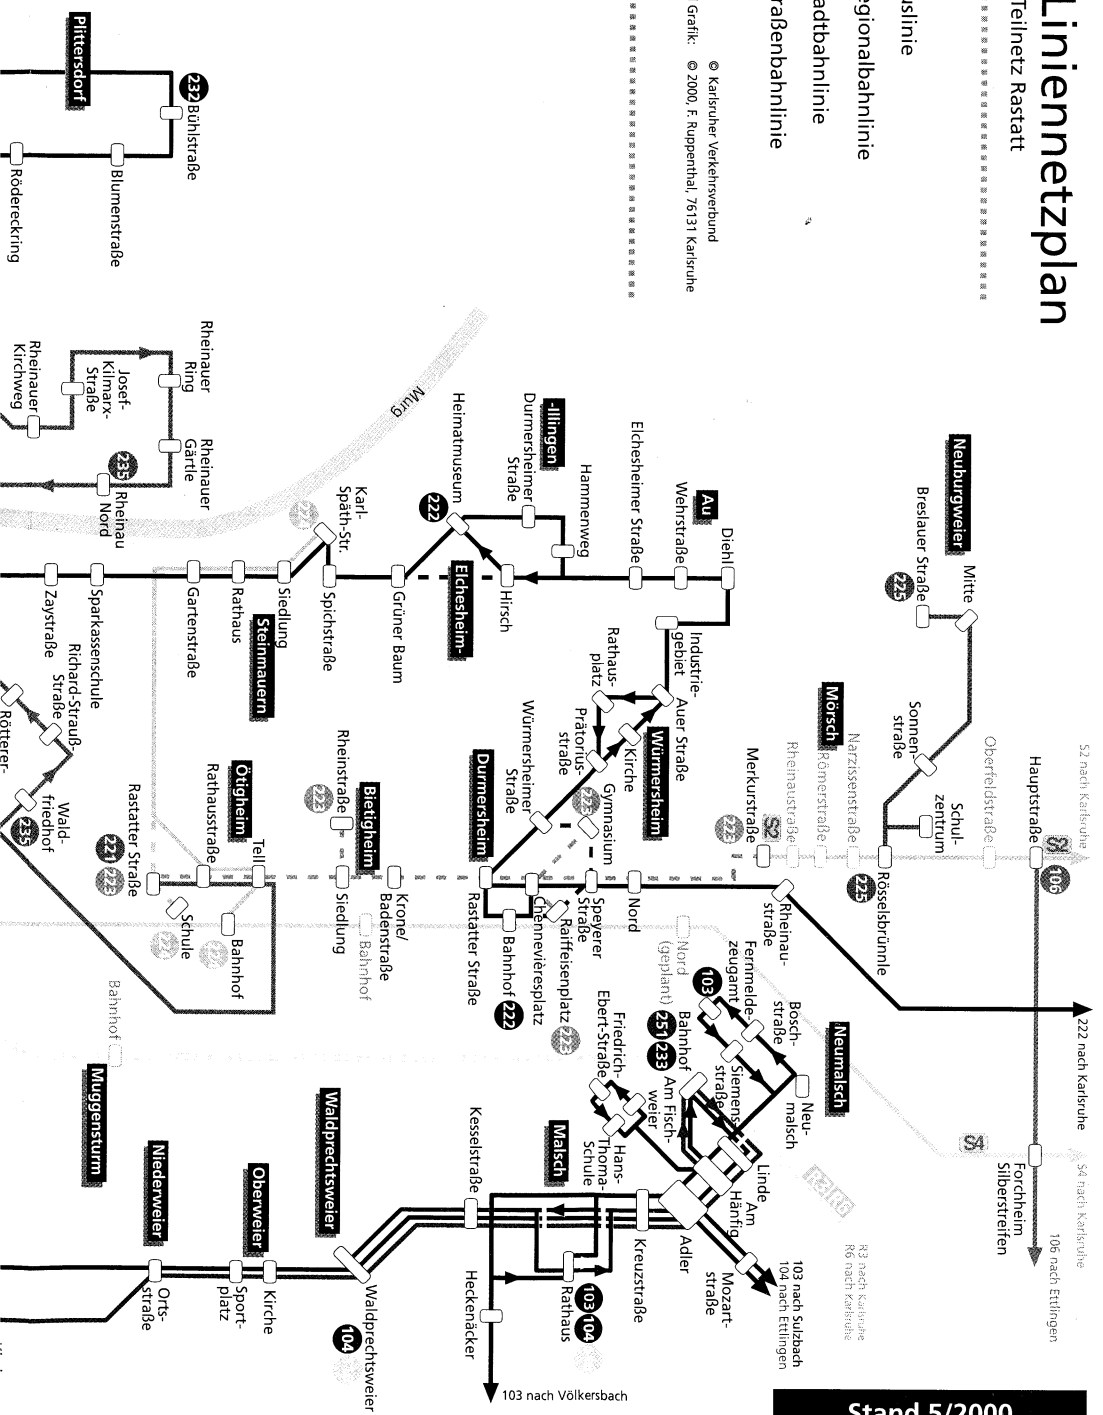 Liniennetzplan
Teilnetz Rastatt
uslinie
egionalbahnlinie
adtbahnlinie
raßenbahnlinie
© Karlsruher Verkehrsverbund
Grafik: © 2000, F. Ruppenthal, 76131 Karlsruhe
S2 nach Karlsruhe
222 nach Karlsruhe
S4 nach Karlsruhe
106 nach Ettlingen
Hauptstraße
S2
106
Forchheim
Silberstreifen
S4
Oberfeldstraße
Neuburgweier
Mitte
Breslauer Straße
225
Sonnen-
straße
Schul-
zentrum
Rösselsbrünnle
225
Mörsch
Narzissenstraße
Römerstraße
Rheinaustraße
Merkurstraße
S2
Rheinau-
straße
Nord
(geplant)
Neumalsch
Neu-
malsch
Bosch-
straße
Fernmelde-
zeugamt
103
Siemens-
straße
Bahnhof
251 233
Am Fisch-
weier
Friedrich-
Ebert-Straße
Hans-
Thoma-
Schule
Linde
Am
Hänfig
Adler
Mozart-
straße
R3 nach Karlsruhe
R6 nach Karlsruhe
103 nach Sulzbach
104 nach Ettlingen
Malsch
Kreuzstraße
Rathaus
103 104
Kesselstraße
Heckenäcker
103 nach Völkersbach
Au
Diehl
Wehrstraße
Elchesheimer Straße
Industrie-
gebiet
Auer Straße
Würmersheim
Rathaus-
platz
Kirche
Prätorius-
straße
Würmersheimer
Straße
Gymnasium
223
Nord
Speyerer
Straße
Raiffeisenplatz
223
Chennevièresplatz
Bahnhof
222
Rastatter Straße
Durmersheim
-Illingen
Hammenweg
Durmersheimer
Straße
Heimatmuseum
222
Elchesheim-
Hirsch
Grüner Baum
Murg
Karl-
Späth-Str.
Spichstraße
Siedlung
Steinmauern
Rathaus
Gartenstraße
Sparkassenschule
Zaystraße
Bietigheim
Rheinstraße
Krone/
Badenstraße
Bahnhof
Siedlung
Ötigheim
Tell
Rathausstraße
Rastatter Straße
221 223
Schule
Bahnhof
Bahnhof
Muggensturm
Waldprechtsweier
Waldprechtsweier
104
Oberweier
Kirche
Sport-
platz
Niederweier
Orts-
straße
Richard-Strauß-
Straße
Wald-
friedhof
235
Rötterer-
Plittersdorf
232
Bühlstraße
Blumenstraße
Rödereckring
Rheinauer
Ring
Rheinauer
Gärtle
Josef-
Kilmarx-
Straße
Rheinauer
Kirchweg
235
Rheinau
Nord
Stand 5/2000